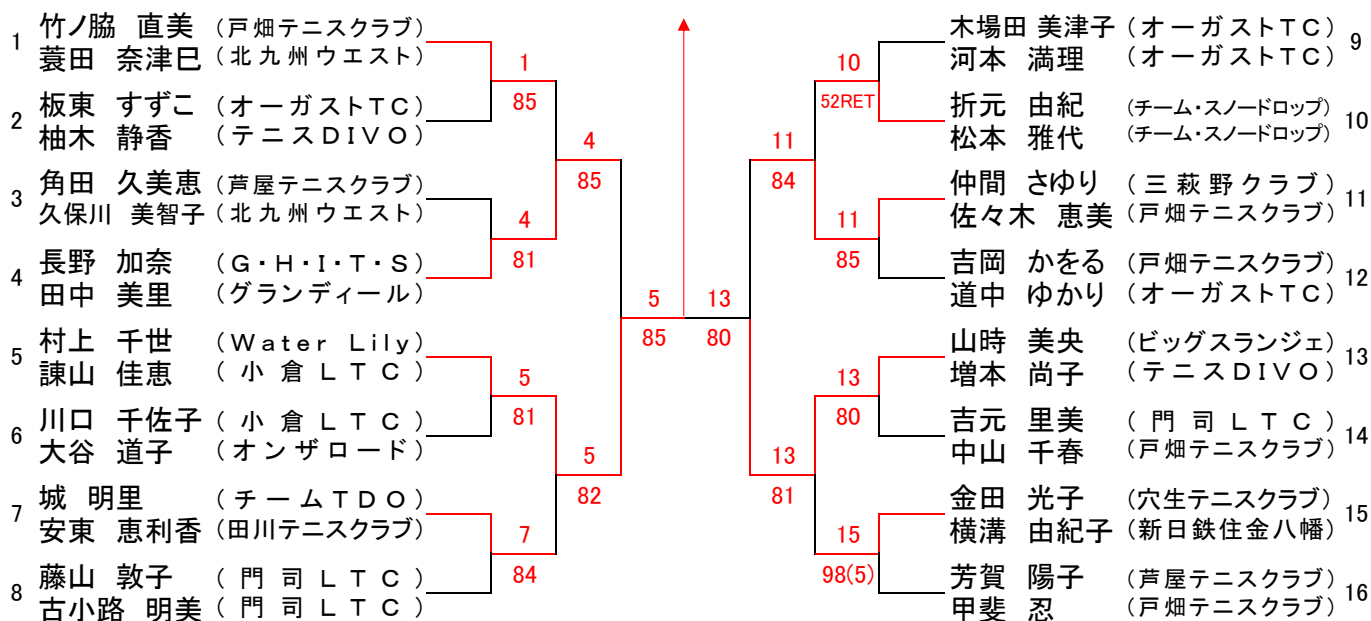 1
竹ノ脇 直美 (戸畑テニスクラブ)
蓑田 奈津巳 (北九州ウエスト)
2
板東 すずこ (オーガストTC)
柚木 静香 (テニスDIVO)
3
角田 久美恵 (芦屋テニスクラブ)
久保川 美智子 (北九州ウエスト)
4
長野 加奈 (G・H・I・T・S)
田中 美里 (グランディール)
5
村上 千世 (Water Lily)
諌山 佳恵 (小倉LTC)
6
川口 千佐子 (小倉LTC)
大谷 道子 (オンザロード)
7
城 明里 (チームTDO)
安東 恵利香 (田川テニスクラブ)
8
藤山 敦子 (門司LTC)
古小路 明美 (門司LTC)
1
85
4
81
5
81
7
84
4
85
5
82
5
85
13
80
11
84
13
81
10
52RET
11
85
13
80
15
98(5)
木場田 美津子 (オーガストTC)
河本 満理 (オーガストTC)
9
折元 由紀 (チーム・スノードロップ)
松本 雅代 (チーム・スノードロップ)
10
仲間 さゆり (三萩野クラブ)
佐々木 恵美 (戸畑テニスクラブ)
11
吉岡 かをる (戸畑テニスクラブ)
道中 ゆかり (オーガストTC)
12
山時 美央 (ビッグスランジェ)
増本 尚子 (テニスDIVO)
13
吉元 里美 (門司LTC)
中山 千春 (戸畑テニスクラブ)
14
金田 光子 (穴生テニスクラブ)
横溝 由紀子 (新日鉄住金八幡)
15
芳賀 陽子 (芦屋テニスクラブ)
甲斐 忍 (戸畑テニスクラブ)
16